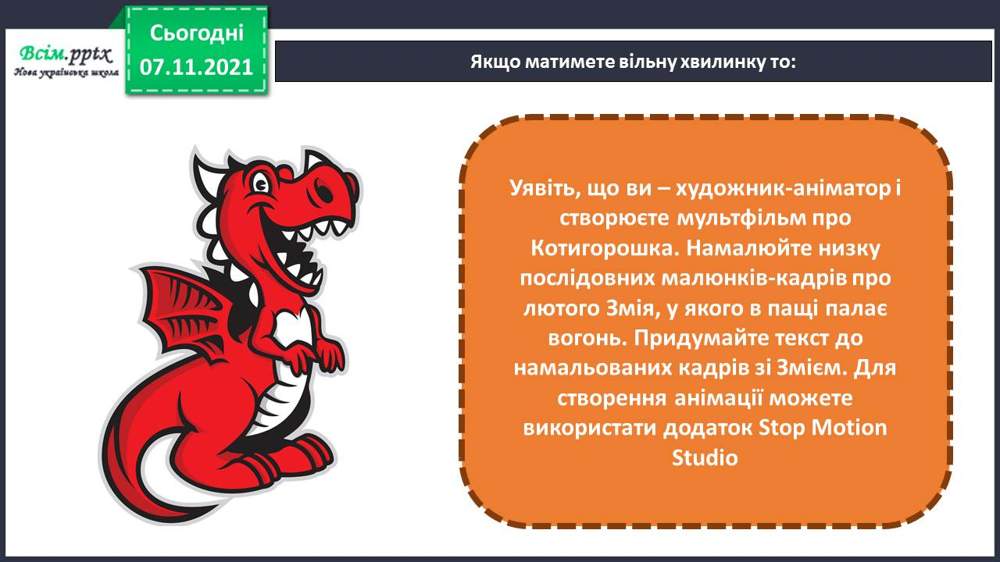 Всім.pptx
Нова українська школа
Сьогодні
07.11.2021
Якщо матимете вільну хвилинку то:
Уявіть, що ви – художник-аніматор і
створюєте мультфільм про
Котигорошка. Намалюйте низку
послідовних малюнків-кадрів про
лютого Змія, у якого в пащі палає
вогонь. Придумайте текст до
намальованих кадрів зі Змієм. Для
створення анімації можете
використати додаток Stop Motion
Studio